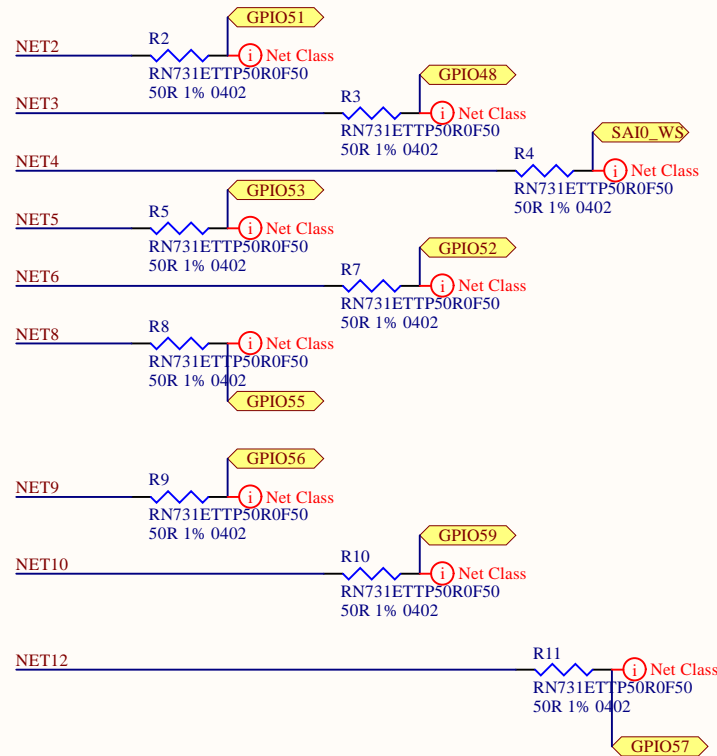 GPIO51
R2
NET2
i Net Class
RN731ETTP50R0F50
50R 1% 0402
GPIO48
R3
NET3
i Net Class
RN731ETTP50R0F50
50R 1% 0402
SAI0_WS
R4
NET4
i Net Class
RN731ETTP50R0F50
50R 1% 0402
GPIO53
R5
NET5
i Net Class
RN731ETTP50R0F50
50R 1% 0402
GPIO52
R7
NET6
i Net Class
RN731ETTP50R0F50
50R 1% 0402
R8
NET8
i Net Class
RN731ETTP50R0F50
50R 1% 0402
GPIO55
GPIO56
R9
NET9
i Net Class
RN731ETTP50R0F50
50R 1% 0402
GPIO59
R10
NET10
i Net Class
RN731ETTP50R0F50
50R 1% 0402
R11
NET12
i Net Class
RN731ETTP50R0F50
50R 1% 0402
GPIO57